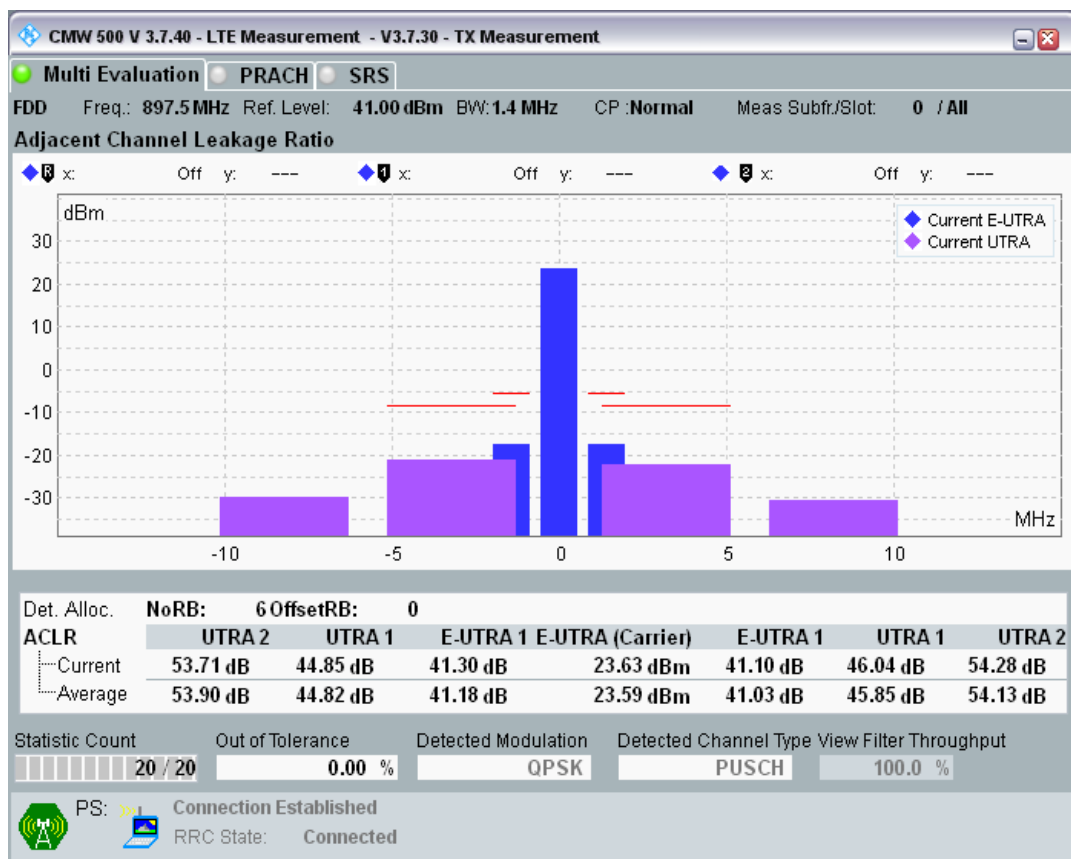 CMW 500 V 3.7.40 - LTE Measurement - V3.7.30 - TX Measurement
Multi Evaluation PRACH SRS
FDD Freq.: 897.5 MHz Ref. Level: 41.00 dBm BW: 1.4 MHz CP :Normal Meas Subfr./Slot: 0 / All
Adjacent Channel Leakage Ratio
R x: Off y: --- 1 x: Off y: --- 2 x: Off y: ---
dBm
Current E-UTRA
Current UTRA
30
20
10
0
-10
-20
-30
MHz
-10 -5 0 5 10
Det. Alloc. NoRB: 6 OffsetRB: 0
ACLR UTRA 2 UTRA 1 E-UTRA 1 E-UTRA (Carrier) E-UTRA 1 UTRA 1 UTRA 2
Current 53.71 dB 44.85 dB 41.30 dB 23.63 dBm 41.10 dB 46.04 dB 54.28 dB
Average 53.90 dB 44.82 dB 41.18 dB 23.59 dBm 41.03 dB 45.85 dB 54.13 dB
Statistic Count Out of Tolerance Detected Modulation Detected Channel Type View Filter Throughput
20 / 20 0.00 % QPSK PUSCH 100.0 %
PS: Connection Established
RRC State: Connected